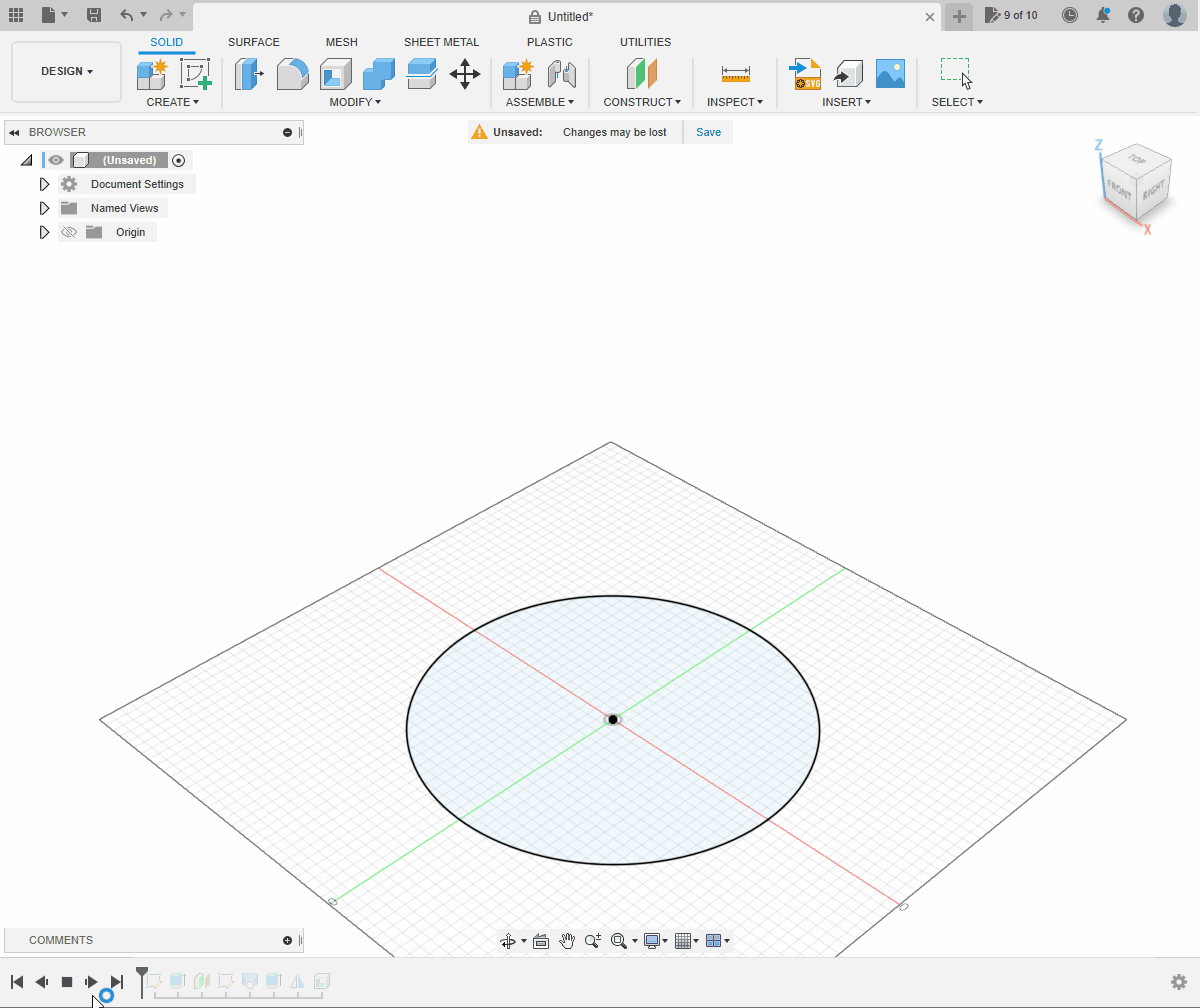 Untitled*
9 of 10
SOLID SURFACE MESH SHEET METAL PLASTIC UTILITIES
DESIGN
CREATE MODIFY ASSEMBLE CONSTRUCT INSPECT INSERT SELECT
SVG
BROWSER
Unsaved: Changes may be lost Save
(Unsaved)
Document Settings
Named Views
Origin
Z
TOP
FRONT RIGHT
X
COMMENTS